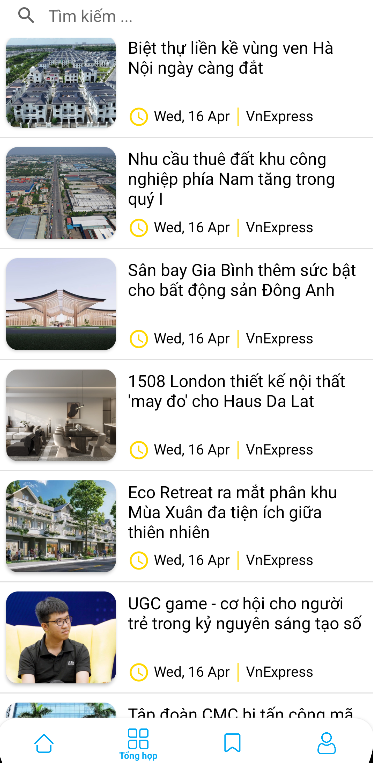 Tìm kiếm ...
Biệt thự liền kề vùng ven Hà
Nội ngày càng đắt
Wed, 16 Apr | VnExpress
Nhu cầu thuê đất khu công
nghiệp phía Nam tăng trong
quý I
Wed, 16 Apr | VnExpress
Sân bay Gia Bình thêm sức bật
cho bất động sản Đông Anh
Wed, 16 Apr | VnExpress
1508 London thiết kế nội thất
'may đo' cho Haus Da Lat
Wed, 16 Apr | VnExpress
Eco Retreat ra mắt phân khu
Mùa Xuân đa tiện ích giữa
thiên nhiên
Wed, 16 Apr | VnExpress
UGC game - cơ hội cho người
trẻ trong kỷ nguyên sáng tạo số
Wed, 16 Apr | VnExpress
Tập đoàn CMC bị tấn công mã
Tổng hợp